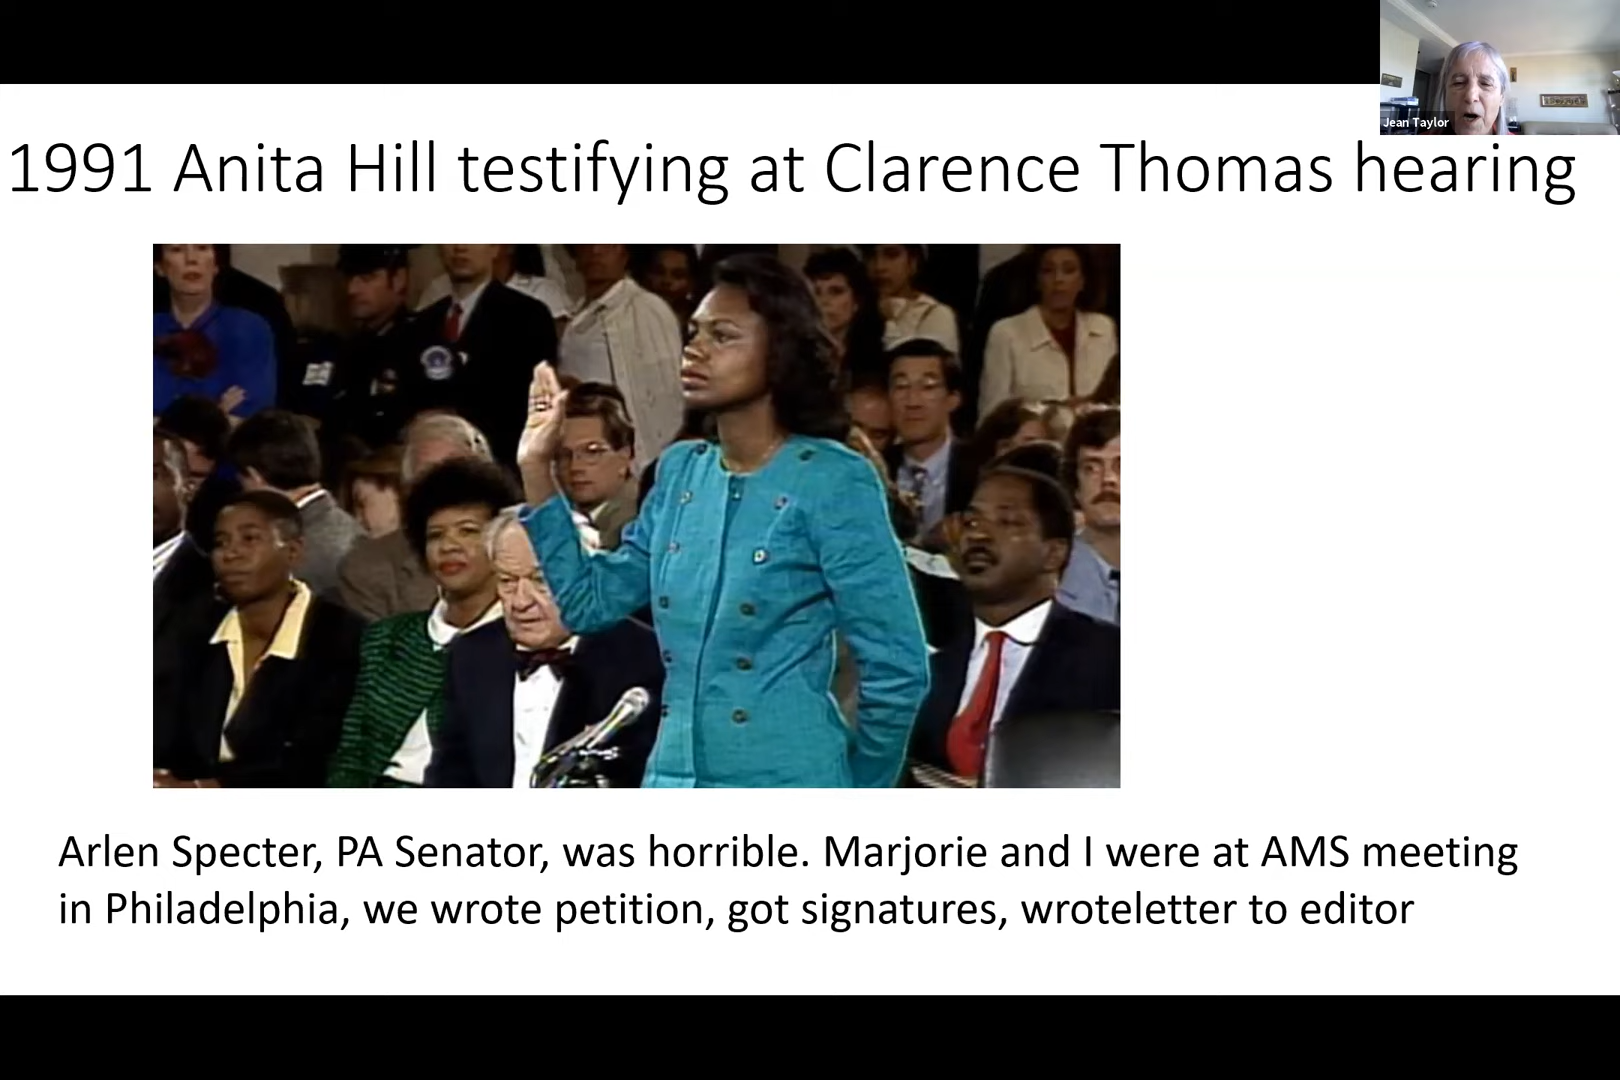 Jean Taylor
1991 Anita Hill testifying at Clarence Thomas hearing
Arlen Specter, PA Senator, was horrible. Marjorie and I were at AMS meeting
in Philadelphia, we wrote petition, got signatures, wroteletter to editor